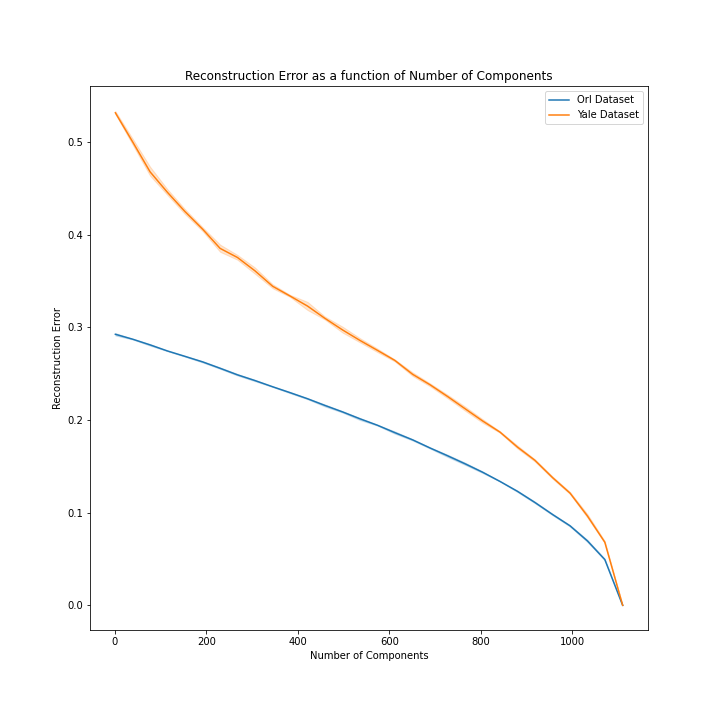 Reconstruction Error as a function of Number of Components
Orl Dataset
Yale Dataset
Reconstruction Error
0.5
0.4
0.3
0.2
0.1
0.0
0 200 400 600 800 1000
Number of Components